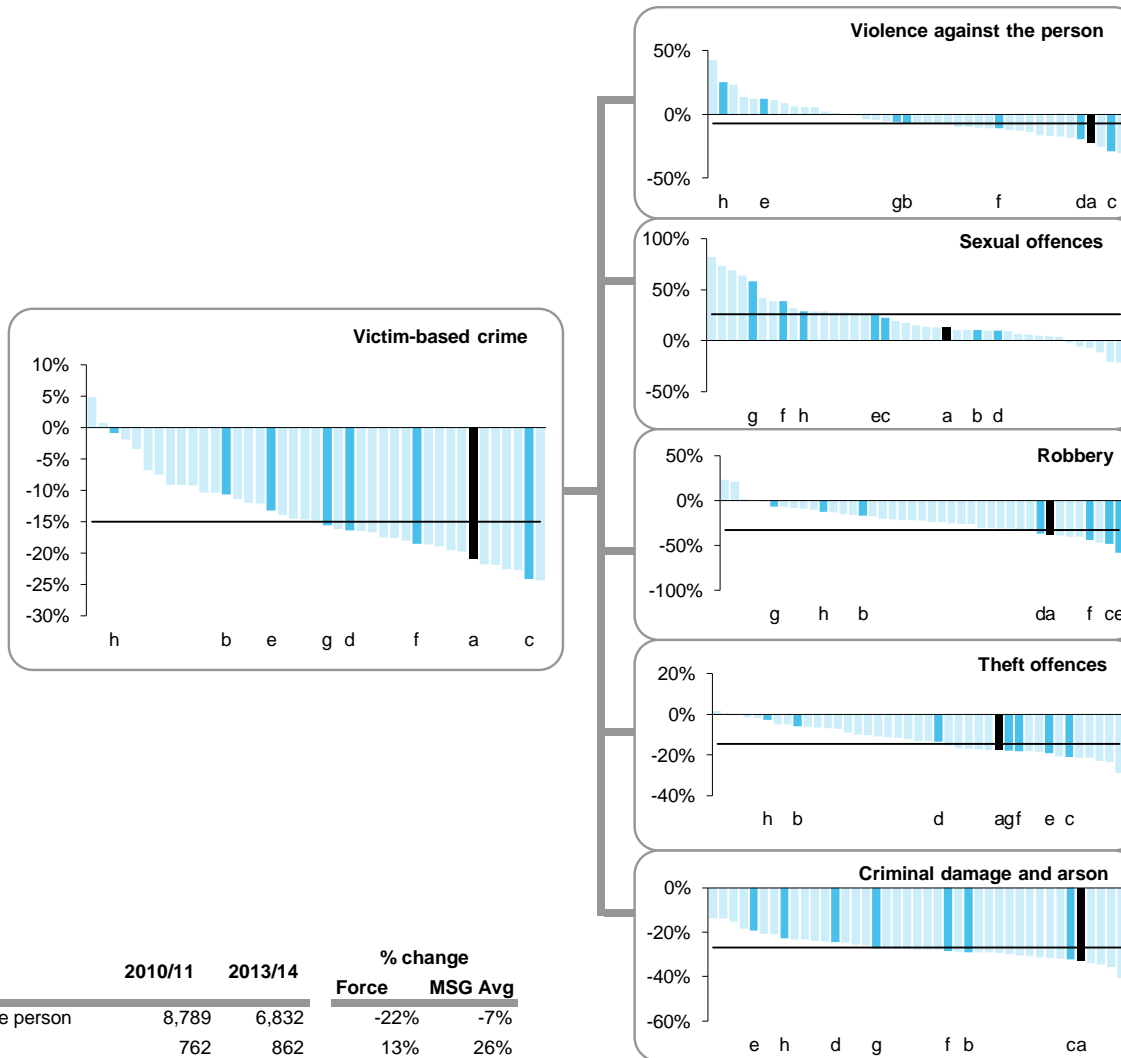 Violence against the person
50%
0%
-50%
h e gb f da c
Sexual offences
100%
50%
0%
-50%
g f h ec a b d
Victim-based crime
10%
5%
0%
-5%
-10%
-15%
-20%
-25%
-30%
h b e g d f a c
Robbery
50%
0%
-50%
-100%
g h b da f ce
Theft offences
20%
0%
-20%
-40%
h b d agf e c
Criminal damage and arson
0%
-20%
-40%
-60%
e h d g f b ca
2010/11 2013/14 % change
Force MSG Avg
e person 8,789 6,832 -22% -7%
762 862 13% 26%